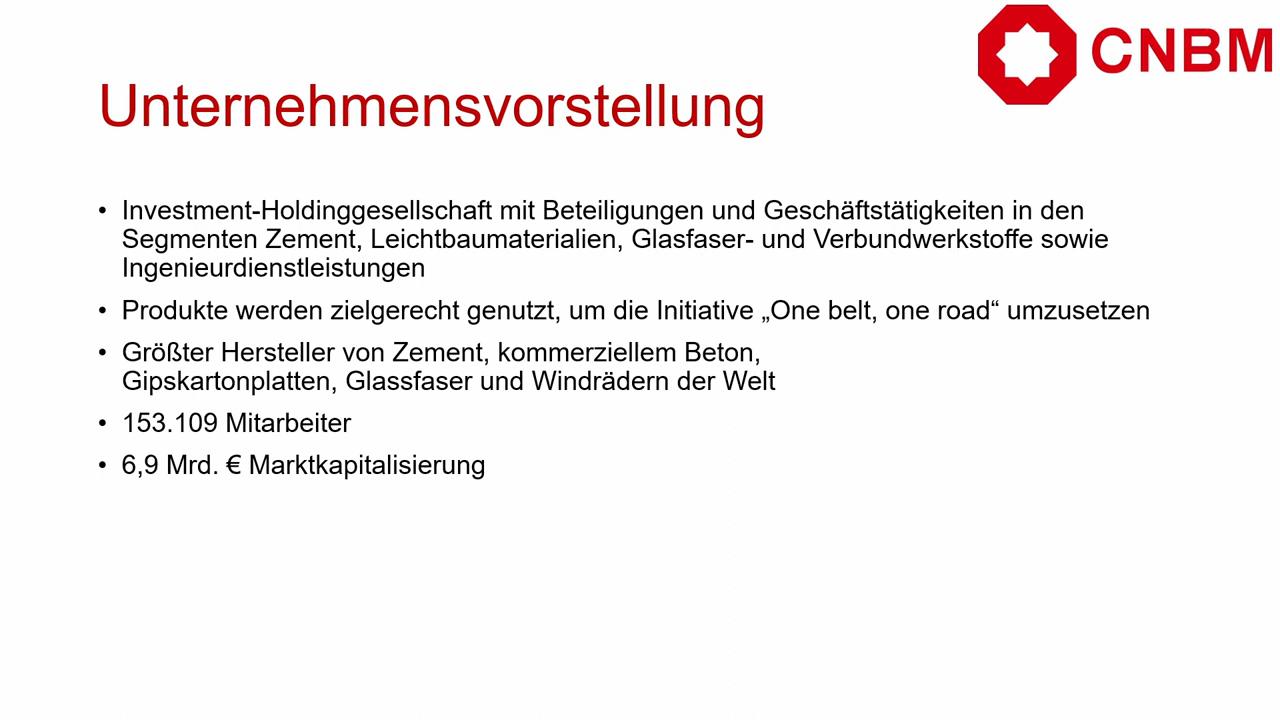 CNBM
Unternehmensvorstellung
• Investment-Holdinggesellschaft mit Beteiligungen und Geschäftstätigkeiten in den
Segmenten Zement, Leichtbaumaterialien, Glasfaser- und Verbundwerkstoffe sowie
Ingenieurdienstleistungen
• Produkte werden zielgerecht genutzt, um die Initiative „One belt, one road“ umzusetzen
• Größter Hersteller von Zement, kommerziellem Beton,
Gipskartonplatten, Glassfaser und Windrädern der Welt
• 153.109 Mitarbeiter
• 6,9 Mrd. € Marktkapitalisierung